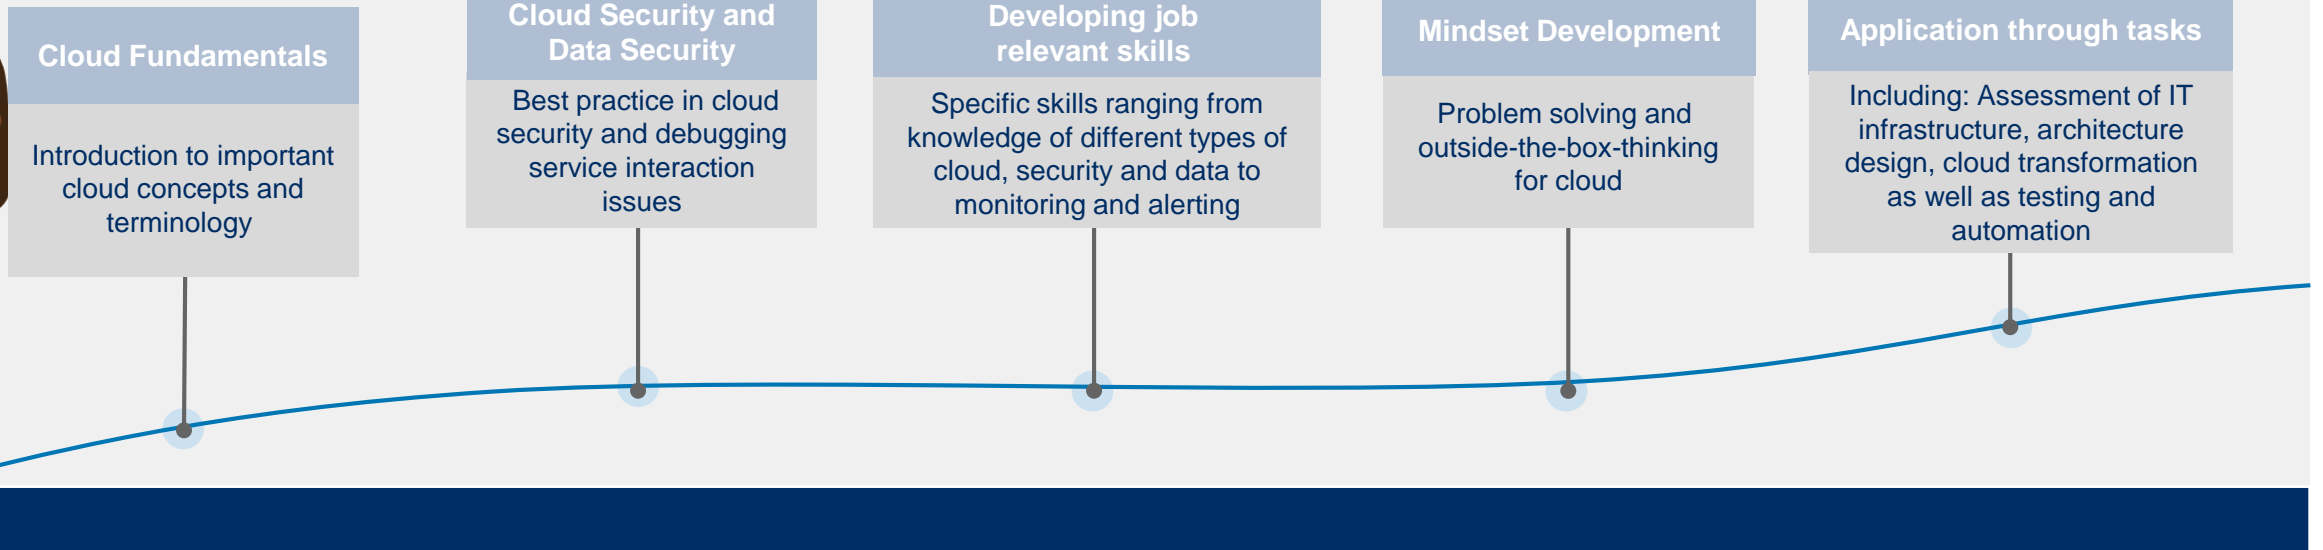 Cloud Fundamentals
Introduction to important
cloud concepts and
terminology
Cloud Security and
Data Security
Best practice in cloud
security and debugging
service interaction
issues
Developing job
relevant skills
Specific skills ranging from
knowledge of different types of
cloud, security and data to
monitoring and alerting
Mindset Development
Problem solving and
outside-the-box-thinking
for cloud
Application through tasks
Including: Assessment of IT
infrastructure, architecture
design, cloud transformation
as well as testing and
automation